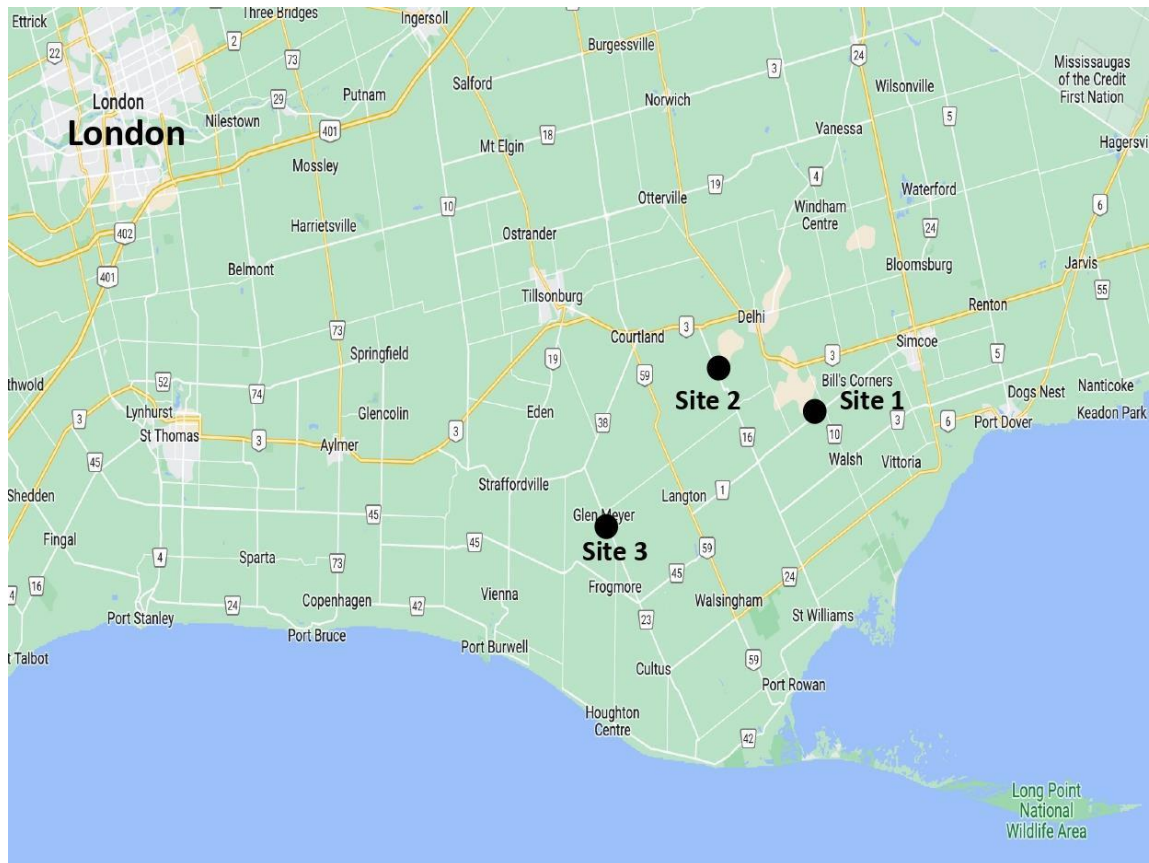 Ettrick
Three Bridges
Ingersoll
22
2
73
Burgessville
3
24
Mississaugas
of the Credit
First Nation
Salford
Wilsonville
Putnam
London
London
29
Nilestown
Norwich
5
401
18
Vanessa
Hagersvi
Mossley
Mt Elgin
19
4
Waterford
Otterville
10
Windham
Centre
6
Harrietsville
24
402
Ostrander
401
Belmont
Bloomsburg
Jarvis
Tillsonburg
55
Renton
73
Delhi
3
Courtland
Simcoe
Springfield
19
3
5
59
Bill's Corners
thwold
52
74
Site 2
Site 1
Dogs Nest
Nanticoke
Lynhurst
Glencolin
Eden
Keadon Park
3
38
3
6
Port Dover
St Thomas
3
3
16
10
45
Aylmer
Walsh
Vittoria
Straffordville
Shedden
Langton
1
45
Glen Meyer
Fingal
45
59
Site 3
4
Sparta
73
45
24
16
Frogmore
4
24
Copenhagen
42
Vienna
Walsingham
St Williams
Port Stanley
23
Port Bruce
Port Burwell
t Talbot
59
Cultus
Port Rowan
Houghton
Centre
42
Long Point
National
Wildlife Area